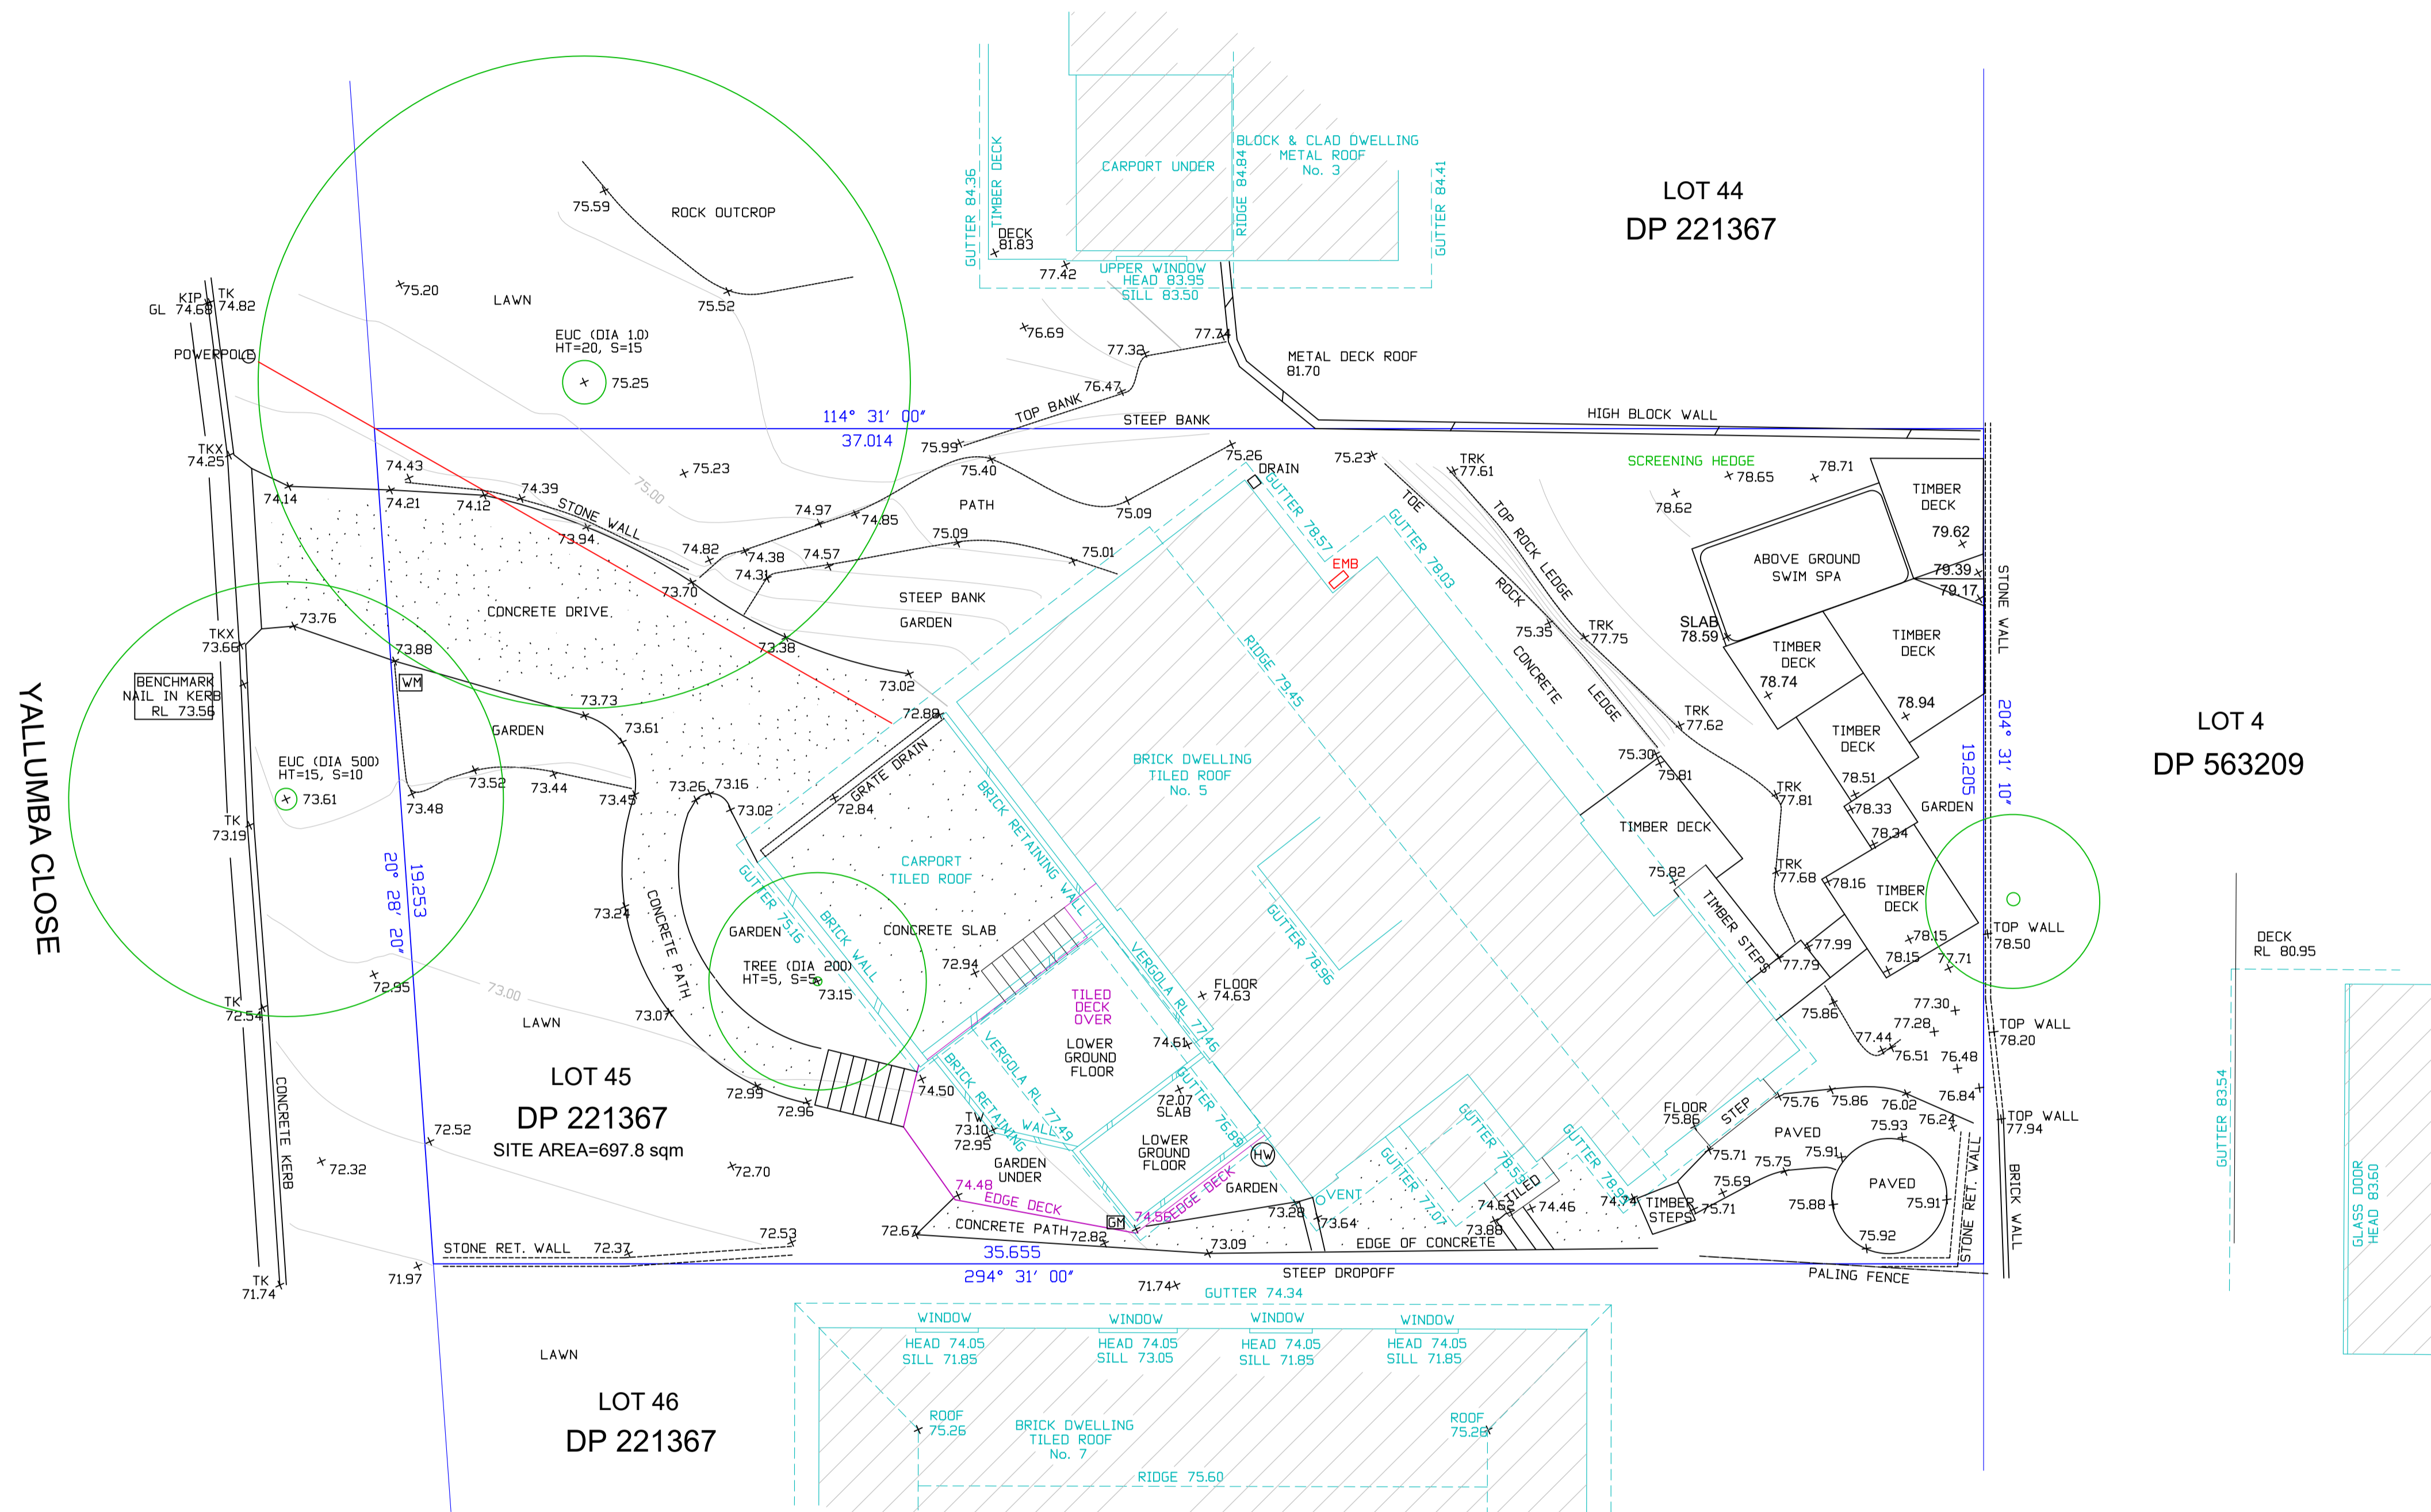 BLOCK & CLAD DWELLING
METAL ROOF
No. 3
CARPORT UNDER
TIMBER DECK
GUTTER 84.36
RIDGE 84.84
GUTTER 84.41
DECK
81.83
77.42
UPPER WINDOW
HEAD 83.95
SILL 83.50
LOT 44
DP 221367
75.59
ROCK OUTCROP
75.20
LAWN
75.52
KIP
TK
GL 74.68
74.82
POWERPOLE
EUC (DIA 1.0)
HT=20, S=15
75.25
76.69
77.32
77.74
76.47
METAL DECK ROOF
81.70
TOP BANK
STEEP BANK
HIGH BLOCK WALL
114° 31' 00"
37.014
TKX
74.25
74.43
75.23
75.00
75.99
75.40
75.26
DRAIN
75.23
TRK
77.61
SCREENING HEDGE
78.65
78.71
78.62
74.14
74.21
74.12
74.39
STONE WALL
73.94
74.97
74.85
PATH
75.09
75.09
75.01
GUTTER 78.57
TOE
TOP ROCK LEDGE
GUTTER 78.03
TIMBER
DECK
79.62
74.82
74.38
74.57
74.31
73.70
EMB
ABOVE GROUND
SWIM SPA
79.39
79.17
STONE WALL
CONCRETE DRIVE
STEEP BANK
GARDEN
73.76
TKX
73.66
73.88
73.38
73.02
ROCK
75.35
TRK
77.75
SLAB
78.59
TIMBER
DECK
TIMBER
DECK
78.74
78.94
RIDGE 79.45
CONCRETE
LEDGE
BENCHMARK
NAIL IN KERB
RL 73.56
WM
73.73
72.88
73.61
GARDEN
TRK
77.62
TIMBER
DECK
204° 31' 10"
19.205
LOT 4
DP 563209
YALLUMBA CLOSE
EUC (DIA 500)
HT=15, S=10
73.61
73.52
73.44
73.48
73.45
73.26
73.16
73.02
GRATE DRAIN
72.84
BRICK DWELLING
TILED ROOF
No. 5
BRICK RETAINING WALL
75.30
75.81
78.51
TRK
77.81
78.33
GARDEN
TK
73.19
TIMBER DECK
78.34
CARPORT
TILED ROOF
GUTTER 75.16
75.82
TRK
77.68
78.16
TIMBER
DECK
20° 28' 20"
19.253
73.24
CONCRETE PATH
GARDEN
BRICK WALL
CONCRETE SLAB
GUTTER 78.96
TIMBER STEPS
78.15
TOP WALL
78.50
DECK
RL 80.95
72.95
73.00
TREE (DIA 200)
HT=5, S=5
73.15
72.94
VERGOLA RL 77.46
FLOOR
74.63
77.99
77.79
78.15
77.71
TK
72.54
LAWN
73.07
TILED
DECK
OVER
75.86
77.30
77.28
TOP WALL
78.20
74.61
LOWER
GROUND
FLOOR
VERGOLA RL 77.49
77.44
76.51
76.48
CONCRETE KERB
LOT 45
DP 221367
SITE AREA=697.8 sqm
72.99
72.96
74.50
BRICK RETAINING
WALL
TW
73.10
72.95
72.07
SLAB
GUTTER 76.89
GUTTER 78.53
FLOOR
75.86
STEP
75.76
75.86
76.02
76.84
76.24
TOP WALL
77.94
GUTTER 83.54
72.52
72.32
72.70
GARDEN
UNDER
LOWER
GROUND
FLOOR
HW
75.93
PAVED
75.91
75.71
75.75
75.69
GLASS DOOR
HEAD 83.60
74.48
EDGE DECK
EDGE DECK
GARDEN
VENT
GUTTER 77.07
TILED
74.62
74.46
74.74
TIMBER
STEPS
75.71
75.88
PAVED
75.91
STONE RET. WALL
BRICK WALL
72.67
CONCRETE PATH
GM
74.56
73.28
73.64
73.88
STONE RET. WALL
72.37
72.53
72.82
73.09
EDGE OF CONCRETE
75.92
35.655
294° 31' 00"
STEEP DROPOFF
PALING FENCE
TK
71.74
71.97
71.74
GUTTER 74.34
WINDOW
HEAD 74.05
SILL 71.85
WINDOW
HEAD 74.05
SILL 73.05
WINDOW
HEAD 74.05
SILL 71.85
WINDOW
HEAD 74.05
SILL 71.85
LAWN
LOT 46
DP 221367
ROOF
75.26
BRICK DWELLING
TILED ROOF
No. 7
ROOF
75.26
RIDGE 75.60